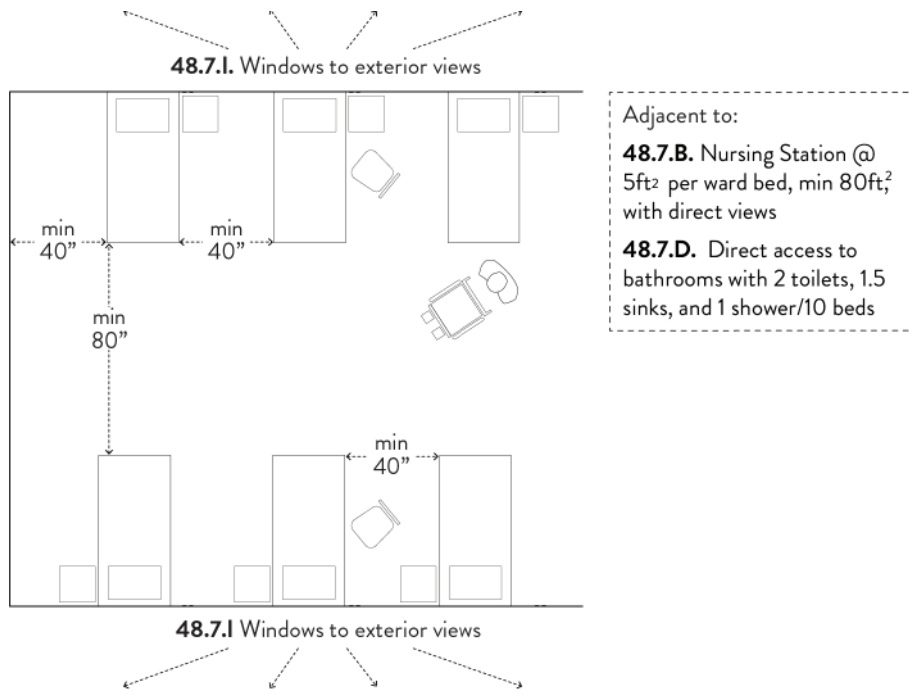 48.7.I. Windows to exterior views
Adjacent to:
48.7.B. Nursing Station @
5ft² per ward bed, min 80ft,²
with direct views
48.7.D. Direct access to
bathrooms with 2 toilets, 1.5
sinks, and 1 shower/10 beds
min
40”
min
40”
min
80”
min
40”
48.7.I Windows to exterior views